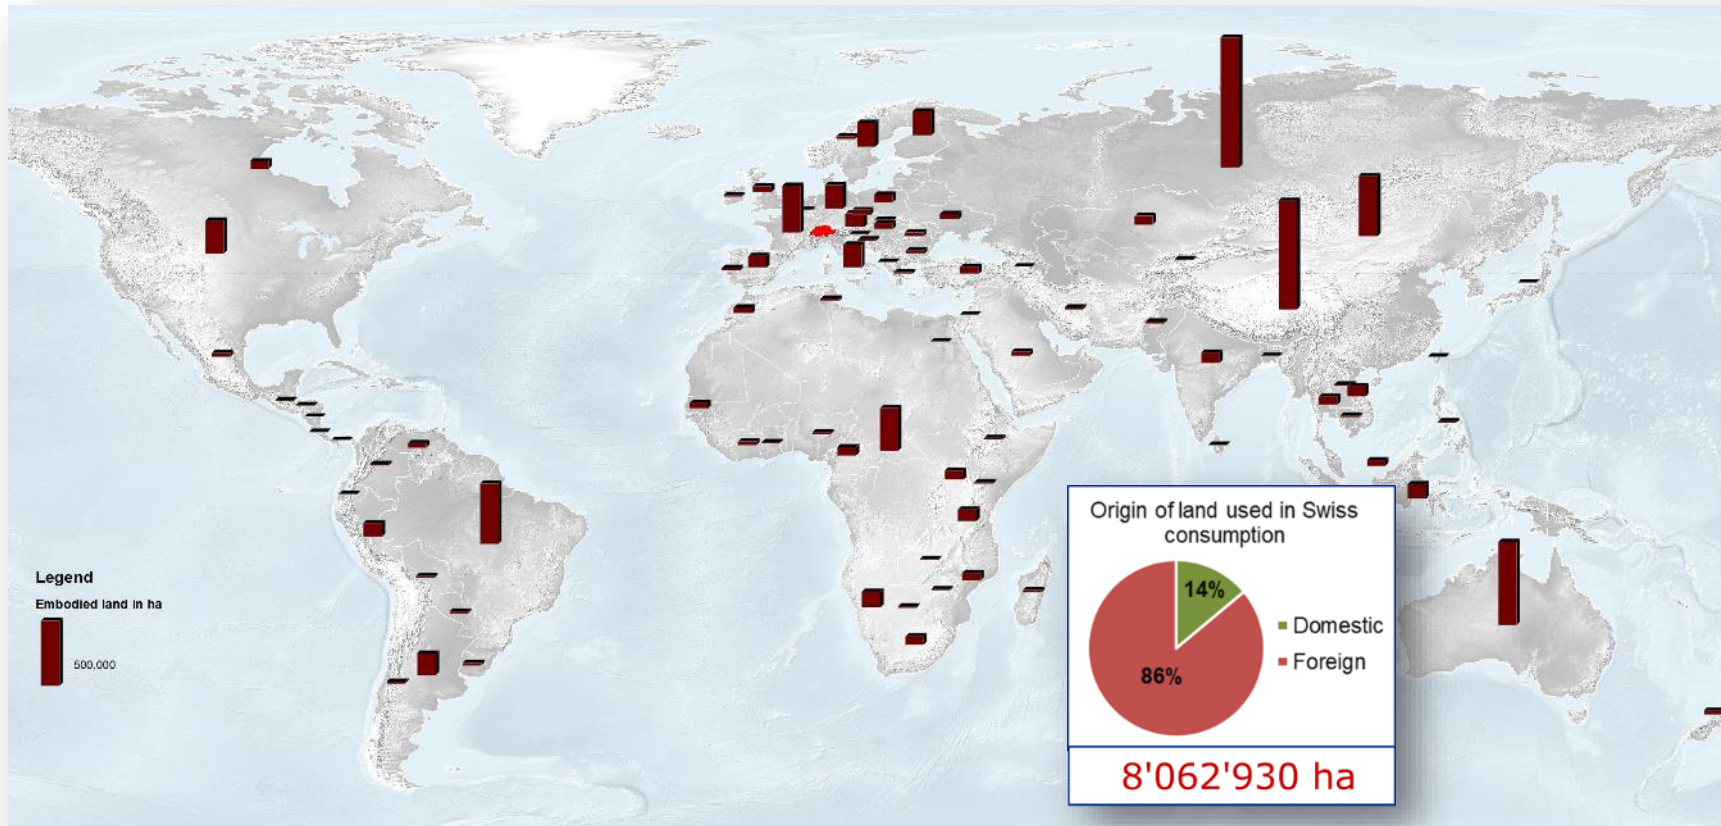 Legend
Embodied land in ha
500,000
Origin of land used in Swiss
consumption
14%
86%
Domestic
Foreign
8'062'930 ha